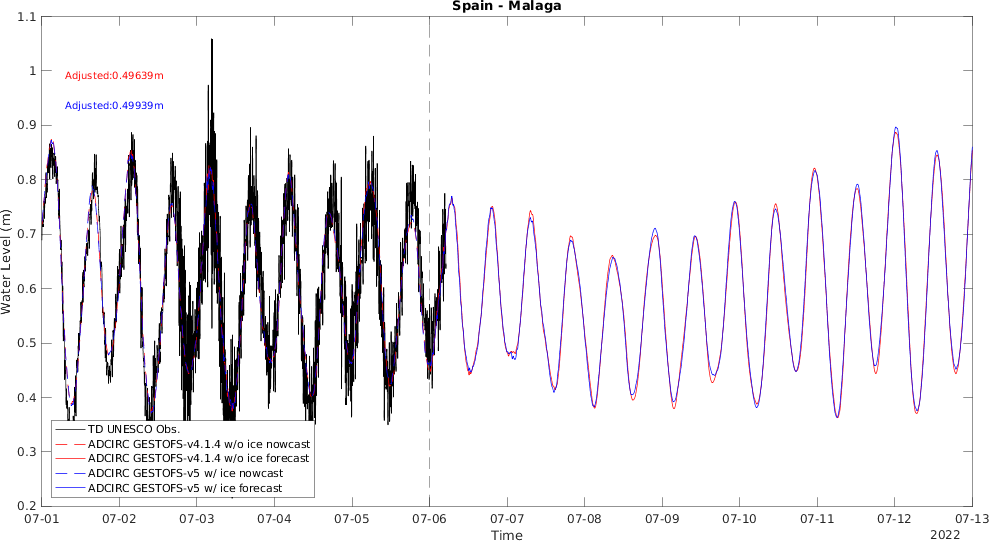 Spain - Malaga
1.1
1
0.9
0.8
0.7
0.6
0.5
0.4
0.3
0.2
Water Level (m)
Adjusted:0.49639m
Adjusted:0.49939m
TD UNESCO Obs.
ADCIRC GESTOFS-v4.1.4 w/o ice nowcast
ADCIRC GESTOFS-v4.1.4 w/o ice forecast
ADCIRC GESTOFS-v5 w/ ice nowcast
ADCIRC GESTOFS-v5 w/ ice forecast
07-01 07-02 07-03 07-04 07-05 07-06 07-07 07-08 07-09 07-10 07-11 07-12 07-13
Time
2022